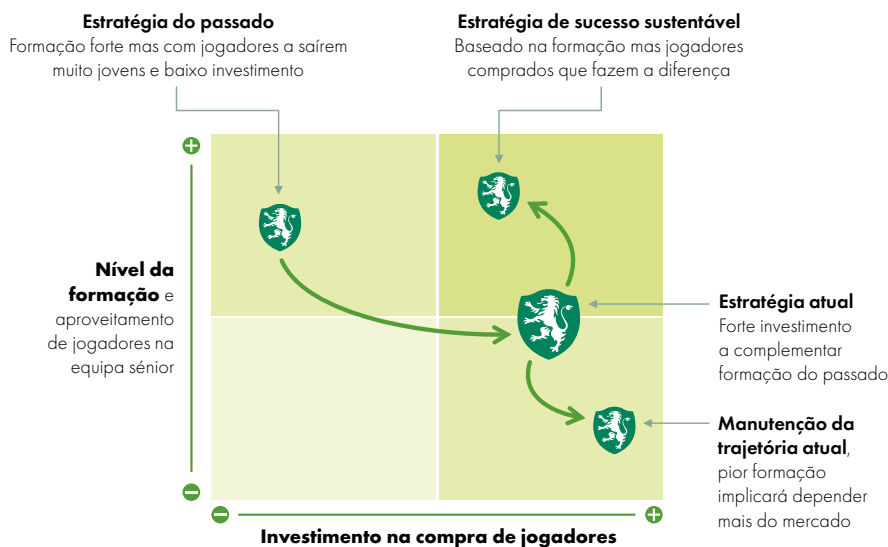 Estratégia do passado
Formação forte mas com jogadores a saírem
muito jovens e baixo investimento
Estratégia de sucesso sustentável
Baseado na formação mas jogadores
comprados que fazem a diferença
Nível da
formação e
aproveitamento
de jogadores na
equipa sénior
Estratégia atual
Forte investimento
a complementar
formação do passado
Manutenção da
trajetória atual,
pior formação
implicará depender
mais do mercado
Investimento na compra de jogadores